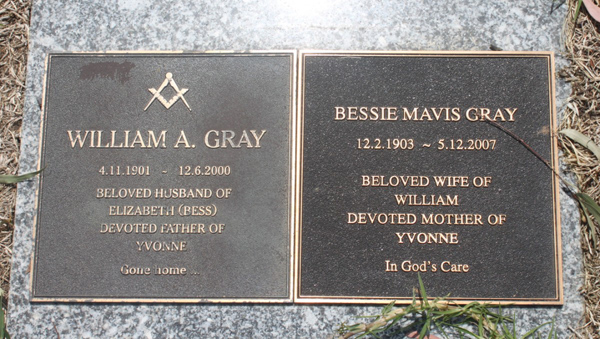 WILLIAM A. GRAY
4.11.1901 - 12.6.2000
BELOVED HUSBAND OF
ELIZABETH (BESS)
DEVOTED FATHER OF
YVONNE
Gone home ...
BESSIE MAVIS GRAY
12.2.1903 ~ 5.12.2007
BELOVED WIFE OF
WILLIAM
DEVOTED MOTHER OF
YVONNE
In God's Care